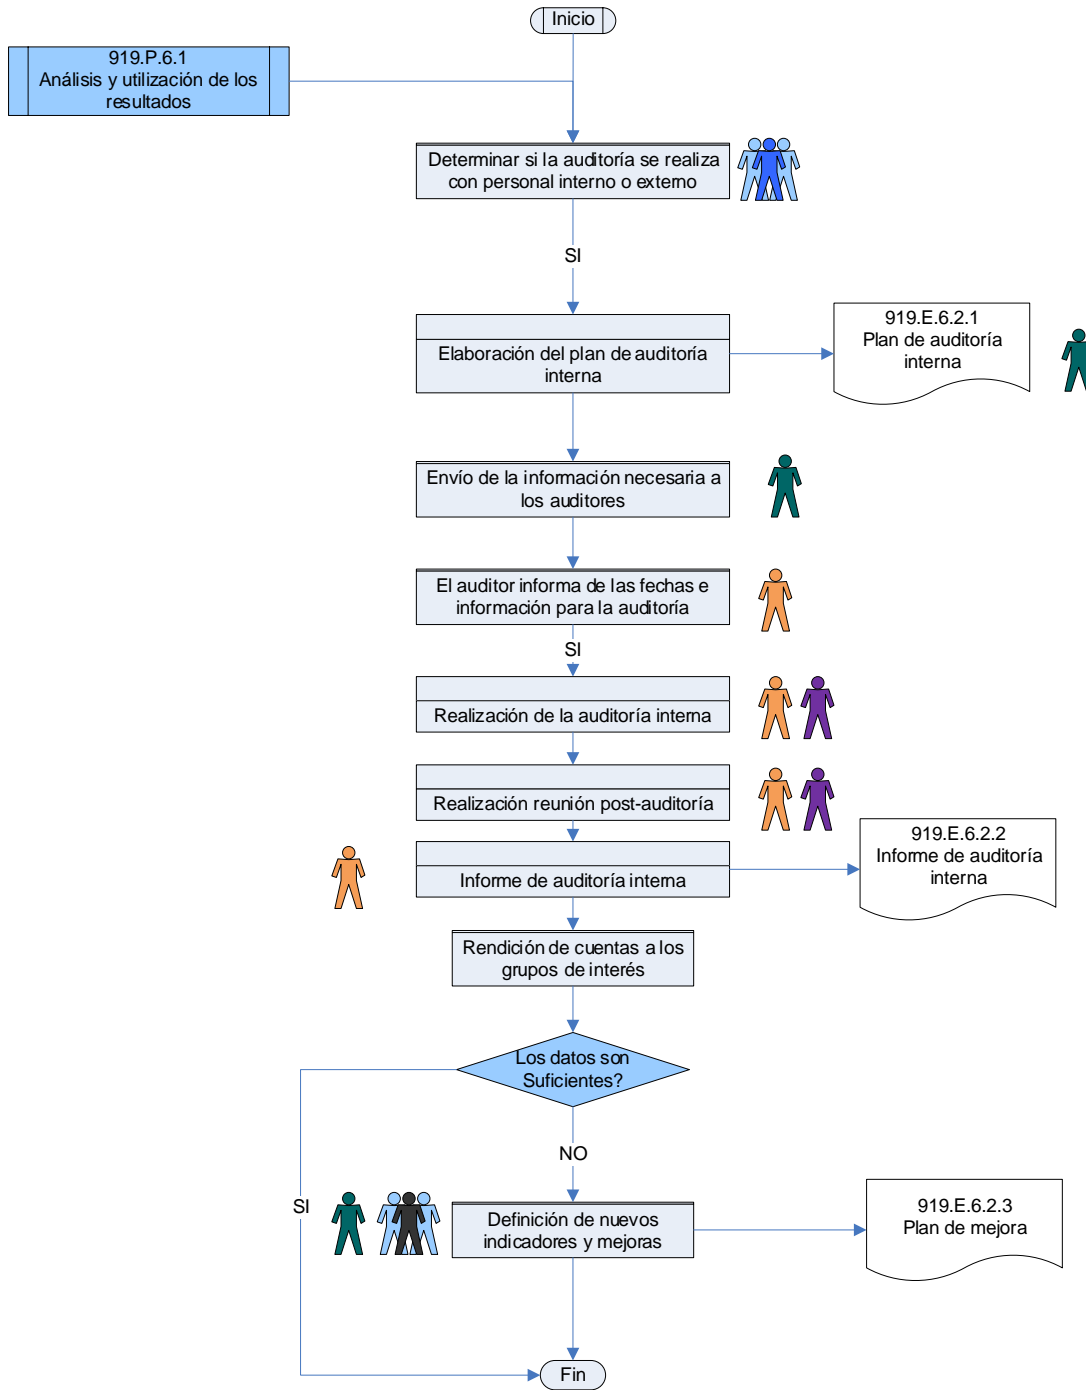 Inicio
919.P.6.1
Análisis y utilización de los
resultados
Determinar si la auditoría se realiza
con personal interno o externo
SI
919.E.6.2.1
Plan de auditoría
interna
Elaboración del plan de auditoría
interna
Envío de la información necesaria a
los auditores
El auditor informa de las fechas e
información para la auditoría
SI
Realización de la auditoría interna
Realización reunión post-auditoría
919.E.6.2.2
Informe de auditoría
interna
Informe de auditoría interna
Rendición de cuentas a los
grupos de interés
Los datos son
Suficientes?
NO
SI
Definición de nuevos
indicadores y mejoras
919.E.6.2.3
Plan de mejora
Fin